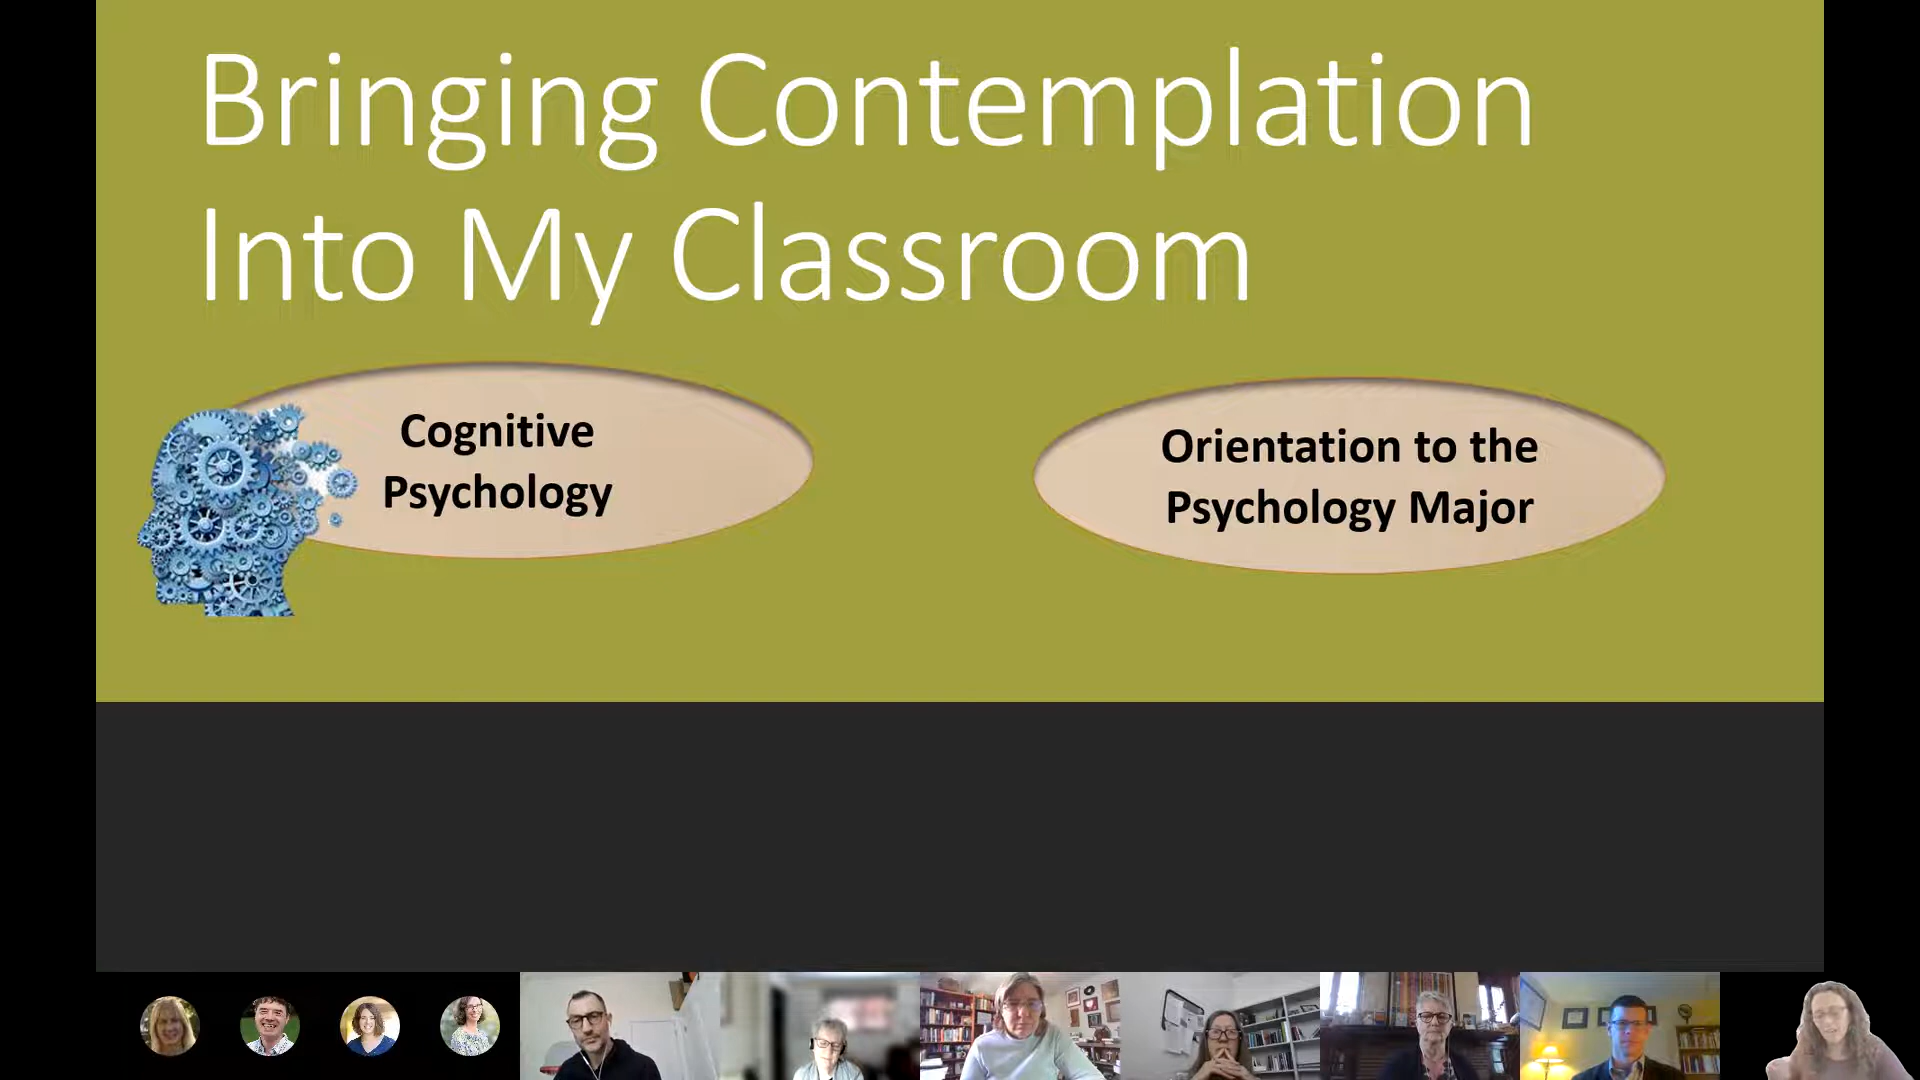 Bringing Contemplation
Into My Classroom
Cognitive
Psychology
Orientation to the
Psychology Major